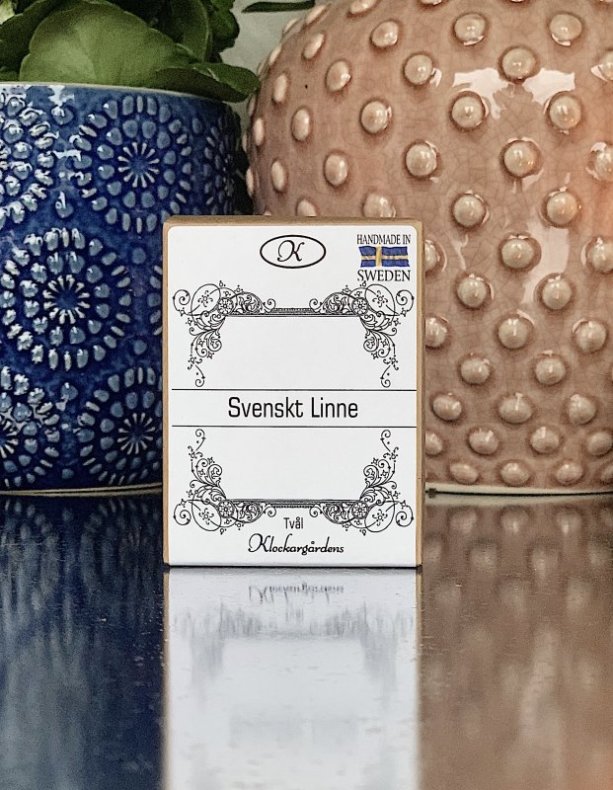 K
HANDMADE IN
SWEDEN
Svenskt Linne
Tvål
Klockargårdens